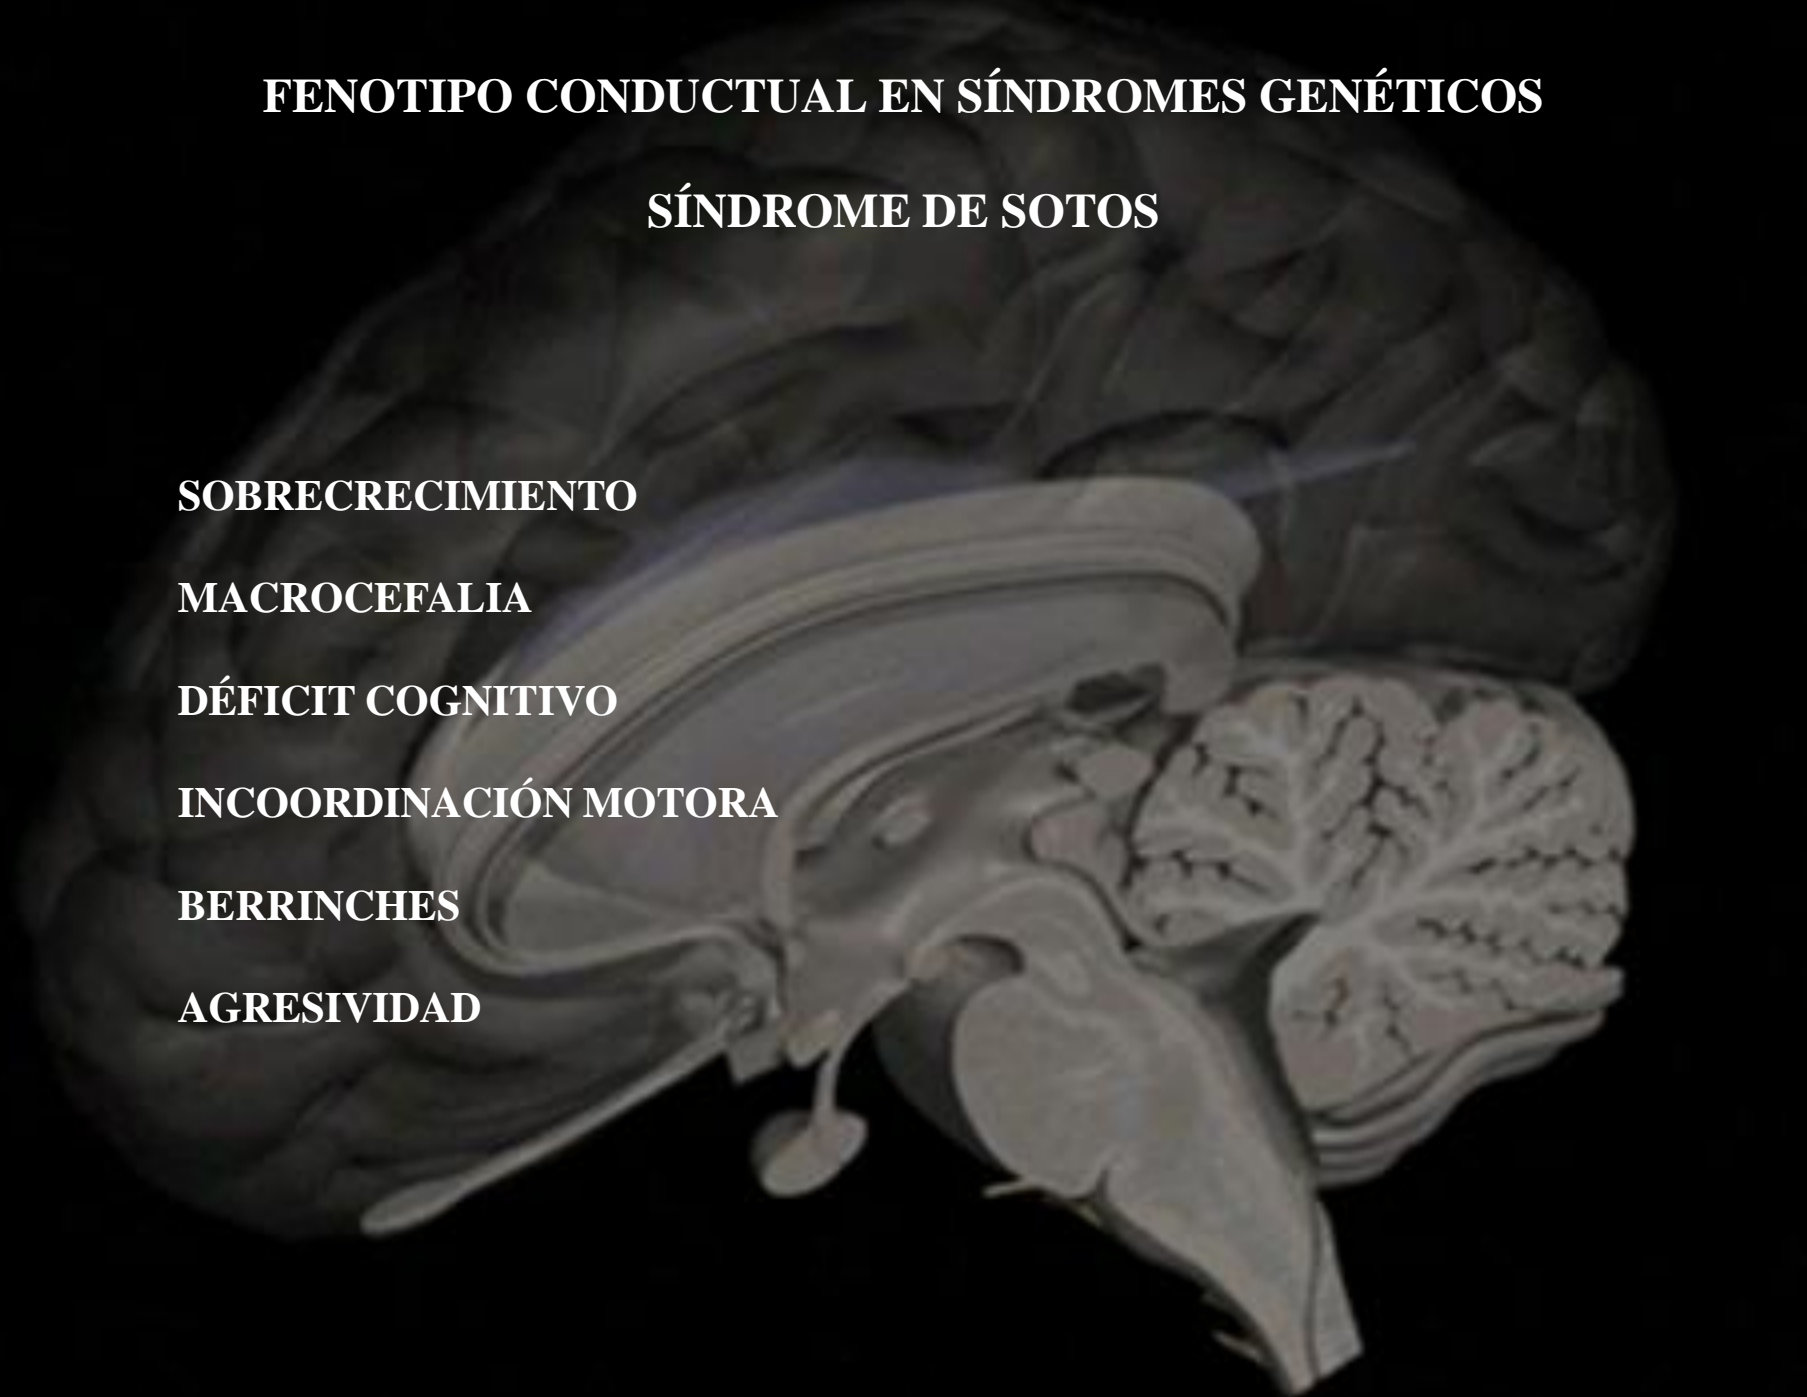 FENOTIPO CONDUCTUAL EN SÍNDROMES GENÉTICOS
SÍNDROME DE SOTOS
SOBRECRECIMIENTO
MACROCEFALIA
DÉFICIT COGNITIVO
INCOORDINACIÓN MOTORA
BERRINCHES
AGRESIVIDAD